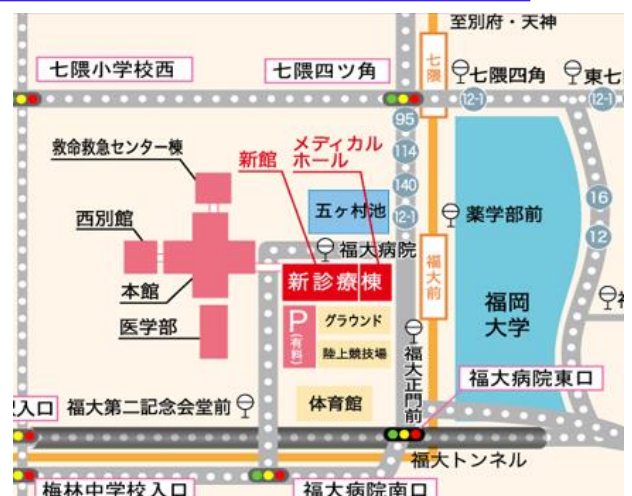 至別府・天神
七隈小学校西
七隈四ツ角
七隈
七隈四角
東七
12-1
12-1
95
114
140
12-1
救命救急センター棟
新館
メディカル
ホール
西別館
五ヶ村池
薬学部前
16
12
福大病院
本館
新診療棟
福大前
福岡
大学
医学部
P
(有料)
グラウンド
陸上競技場
福大正門前
体育館
福大病院東口
入口
福大第二記念会堂前
福大トンネル
梅林中学校入口
福大病院南口